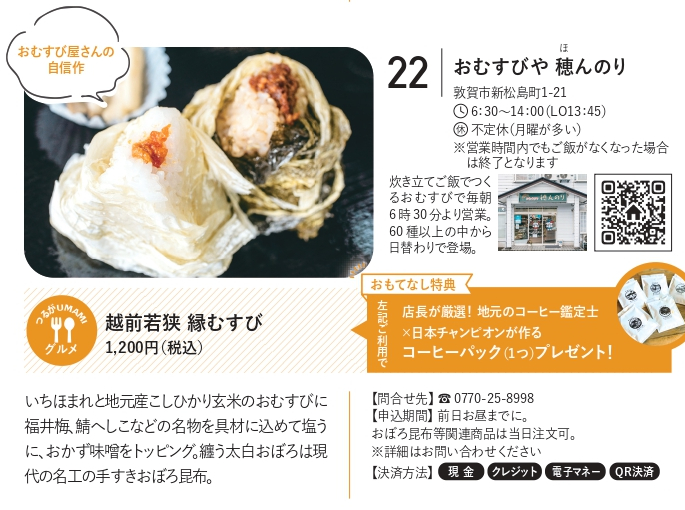 おむすび屋さんの
自信作
22
おむすびや 穂んのり
ほ
敦賀市新松島町1-21
6:30〜14:00(LO13:45)
休 不定休(月曜が多い)
※営業時間内でもご飯がなくなった場合
は終了となります
炊き立てご飯でつく
るおむすびで毎朝
6時30分より営業。
60種以上の中から
日替わりで登場。
穂んのり
つるがUMAMI
グルメ
越前若狭 縁むすび
1,200円(税込)
おもてなし特典
左記ご利用で
店長が厳選! 地元のコーヒー鑑定士
×日本チャンピオンが作る
コーヒーパック(1つ)プレゼント!
いちほまれと地元産こしひかり玄米のおむすびに
福井梅、鯖へしこなどの名物を具材に込めて塩う
に、おかず味噌をトッピング。纏う太白おぼろは現
代の名工の手すきおぼろ昆布。
【問合せ先】☎0770-25-8998
【申込期間】前日お昼までに。
おぼろ昆布等関連商品は当日注文可。
※詳細はお問い合わせください
【決済方法】現金 クレジット 電子マネー QR決済